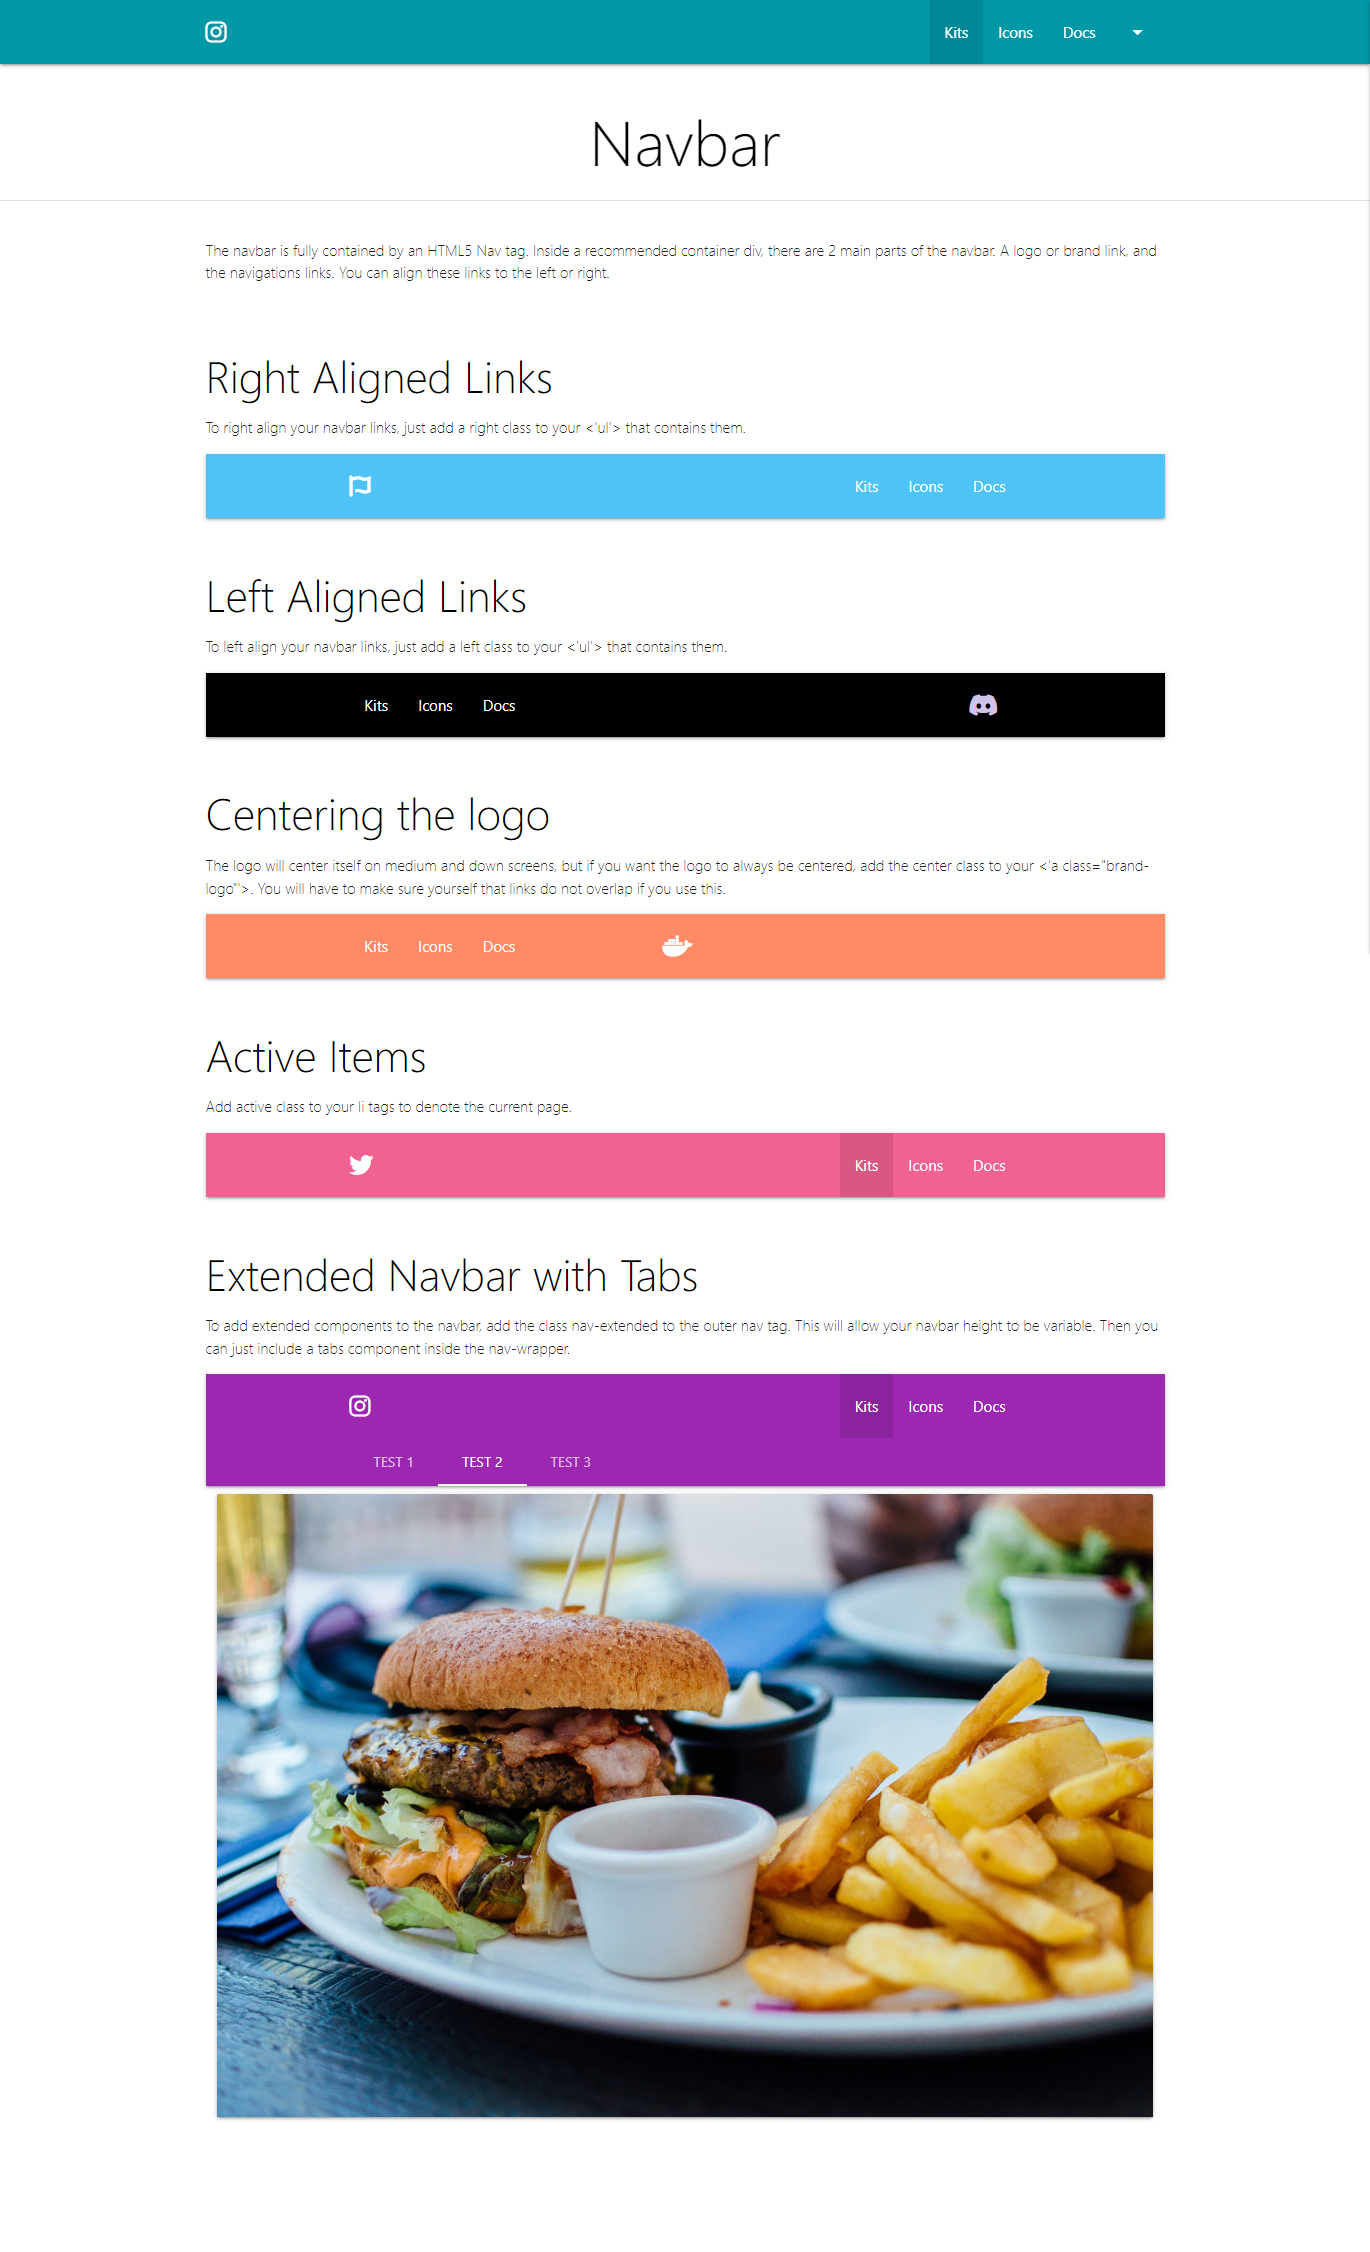 Kits Icons Docs
Navbar
The navbar is fully contained by an HTML5 Nav tag. Inside a recommended container div, there are 2 main parts of the navbar. A logo or brand link, and
the navigations links. You can align these links to the left or right.
Right Aligned Links
To right align your navbar links, just add a right class to your <'ul'> that contains them.
Kits Icons Docs
Left Aligned Links
To left align your navbar links, just add a left class to your <'ul'> that contains them.
Kits Icons Docs
Centering the logo
The logo will center itself on medium and down screens, but if you want the logo to always be centered, add the center class to your <'a class="brand-
logo"'>. You will have to make sure yourself that links do not overlap if you use this.
Kits Icons Docs
Active Items
Add active class to your li tags to denote the current page.
Kits Icons Docs
Extended Navbar with Tabs
To add extended components to the navbar, add the class nav-extended to the outer nav tag. This will allow your navbar height to be variable. Then you
can just include a tabs component inside the nav-wrapper.
Kits Icons Docs
TEST 1 TEST 2 TEST 3